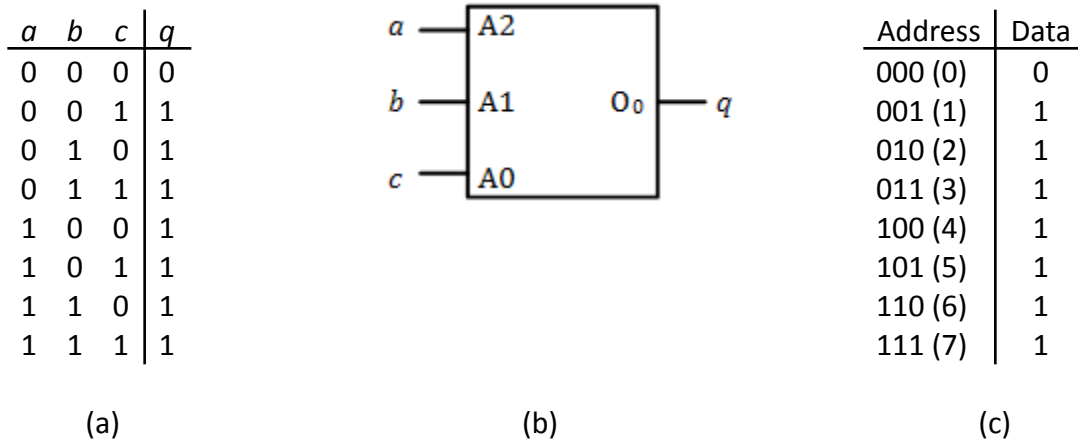 a b c q
0 0 0 0
0 0 1 1
0 1 0 1
0 1 1 1
1 0 0 1
1 0 1 1
1 1 0 1
1 1 1 1
(a)
a A2
b A1 O₀ q
c A0
(b)
Address Data
000 (0) 0
001 (1) 1
010 (2) 1
011 (3) 1
100 (4) 1
101 (5) 1
110 (6) 1
111 (7) 1
(c)